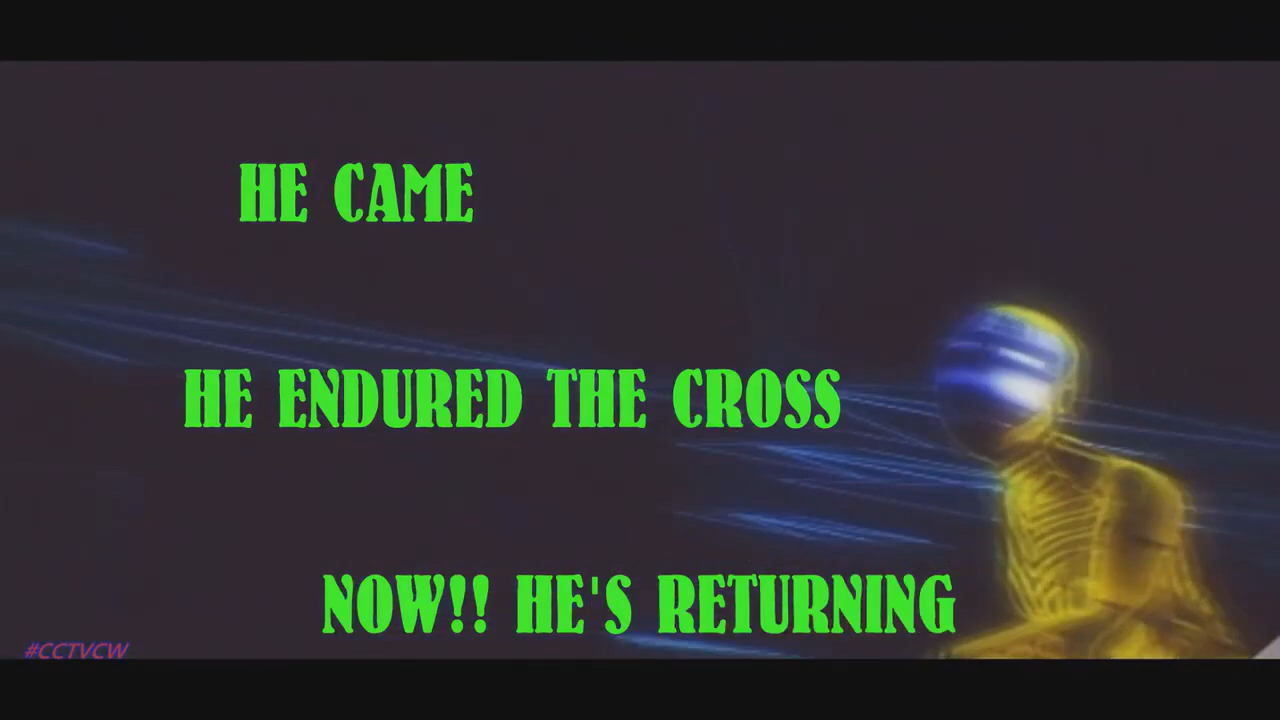 HE CAME
HE ENDURED THE CROSS
NOW!! HE'S RETURNING
#CCTVCW